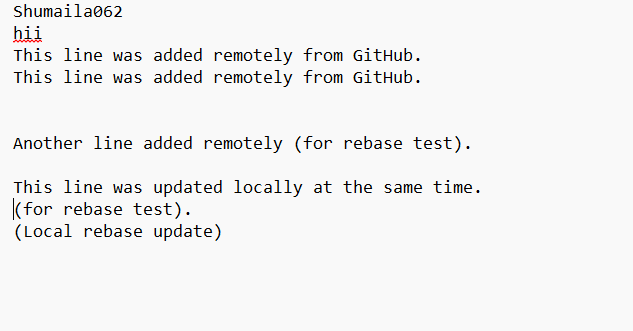 Shumaila062
hii
This line was added remotely from GitHub.
This line was added remotely from GitHub.
Another line added remotely (for rebase test).
This line was updated locally at the same time.
(for rebase test).
(Local rebase update)